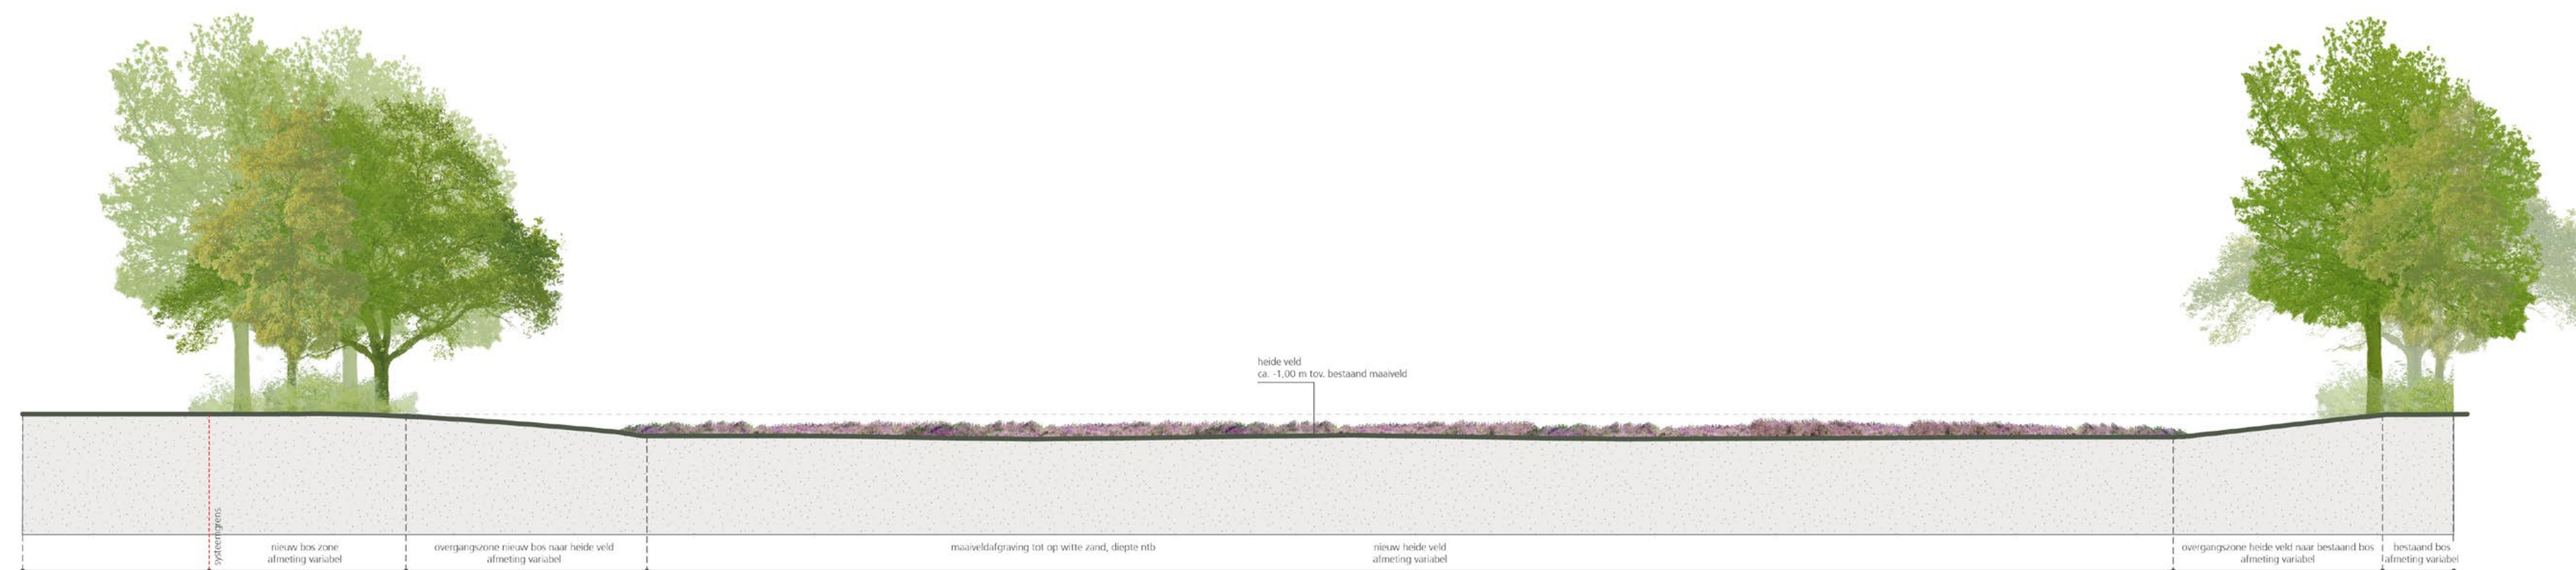 heide veld
ca. -1,00 m tov. bestaand maaiveld
systeemgrens
nieuw bos zone
afmeting variabel
overgangszone nieuw bos naar heide veld
afmeting variabel
maaiveldafgraving tot op witte zand, diepte ntb
nieuw heide veld
afmeting variabel
overgangszone heide veld naar bestaand bos
afmeting variabel
bestaand bos
afmeting variabel